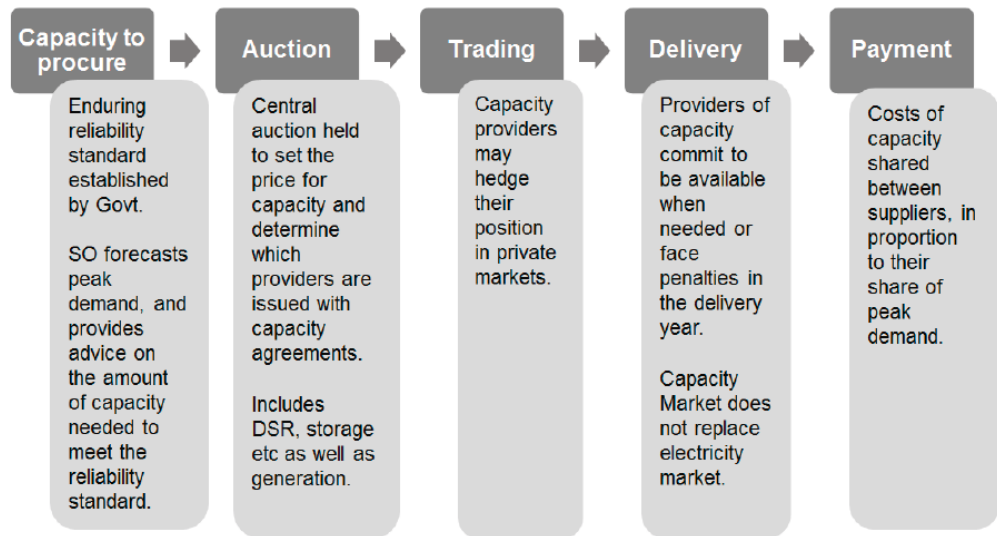 Capacity to
procure
Enduring
reliability
standard
established
by Govt.
SO forecasts
peak
demand, and
provides
advice on
the amount
of capacity
needed to
meet the
reliability
standard.
Auction
Central
auction held
to set the
price for
capacity and
determine
which
providers are
issued with
capacity
agreements.
Includes
DSR, storage
etc as well as
generation.
Trading
Capacity
providers
may
hedge
their
position
in private
markets.
Delivery
Providers of
capacity
commit to
be available
when
needed or
face
penalties in
the delivery
year.
Capacity
Market does
not replace
electricity
market.
Payment
Costs of
capacity
shared
between
suppliers, in
proportion
to their
share of
peak
demand.